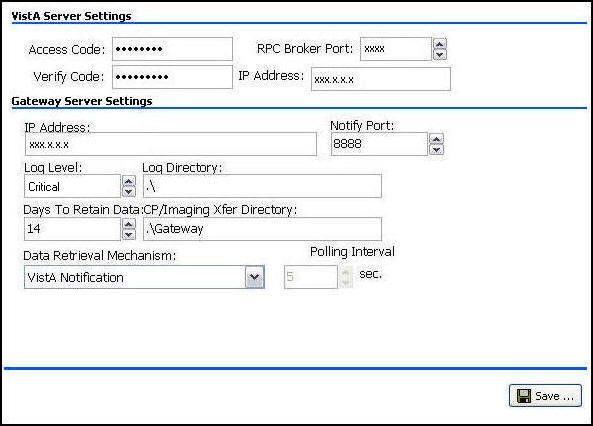 VistA Server Settings
Access Code: •••••••• RPC Broker Port: xxxx
Verify Code: ••••••••• IP Address: xxx.x.x.x
Gateway Server Settings
IP Address: Notify Port:
xxx.x.x.x 8888
Log Level: Log Directory:
Critical .\
Days To Retain Data: CP/Imaging Xfer Directory:
14 .\Gateway
Data Retrieval Mechanism: Polling Interval
VistA Notification 5 sec.
Save ...